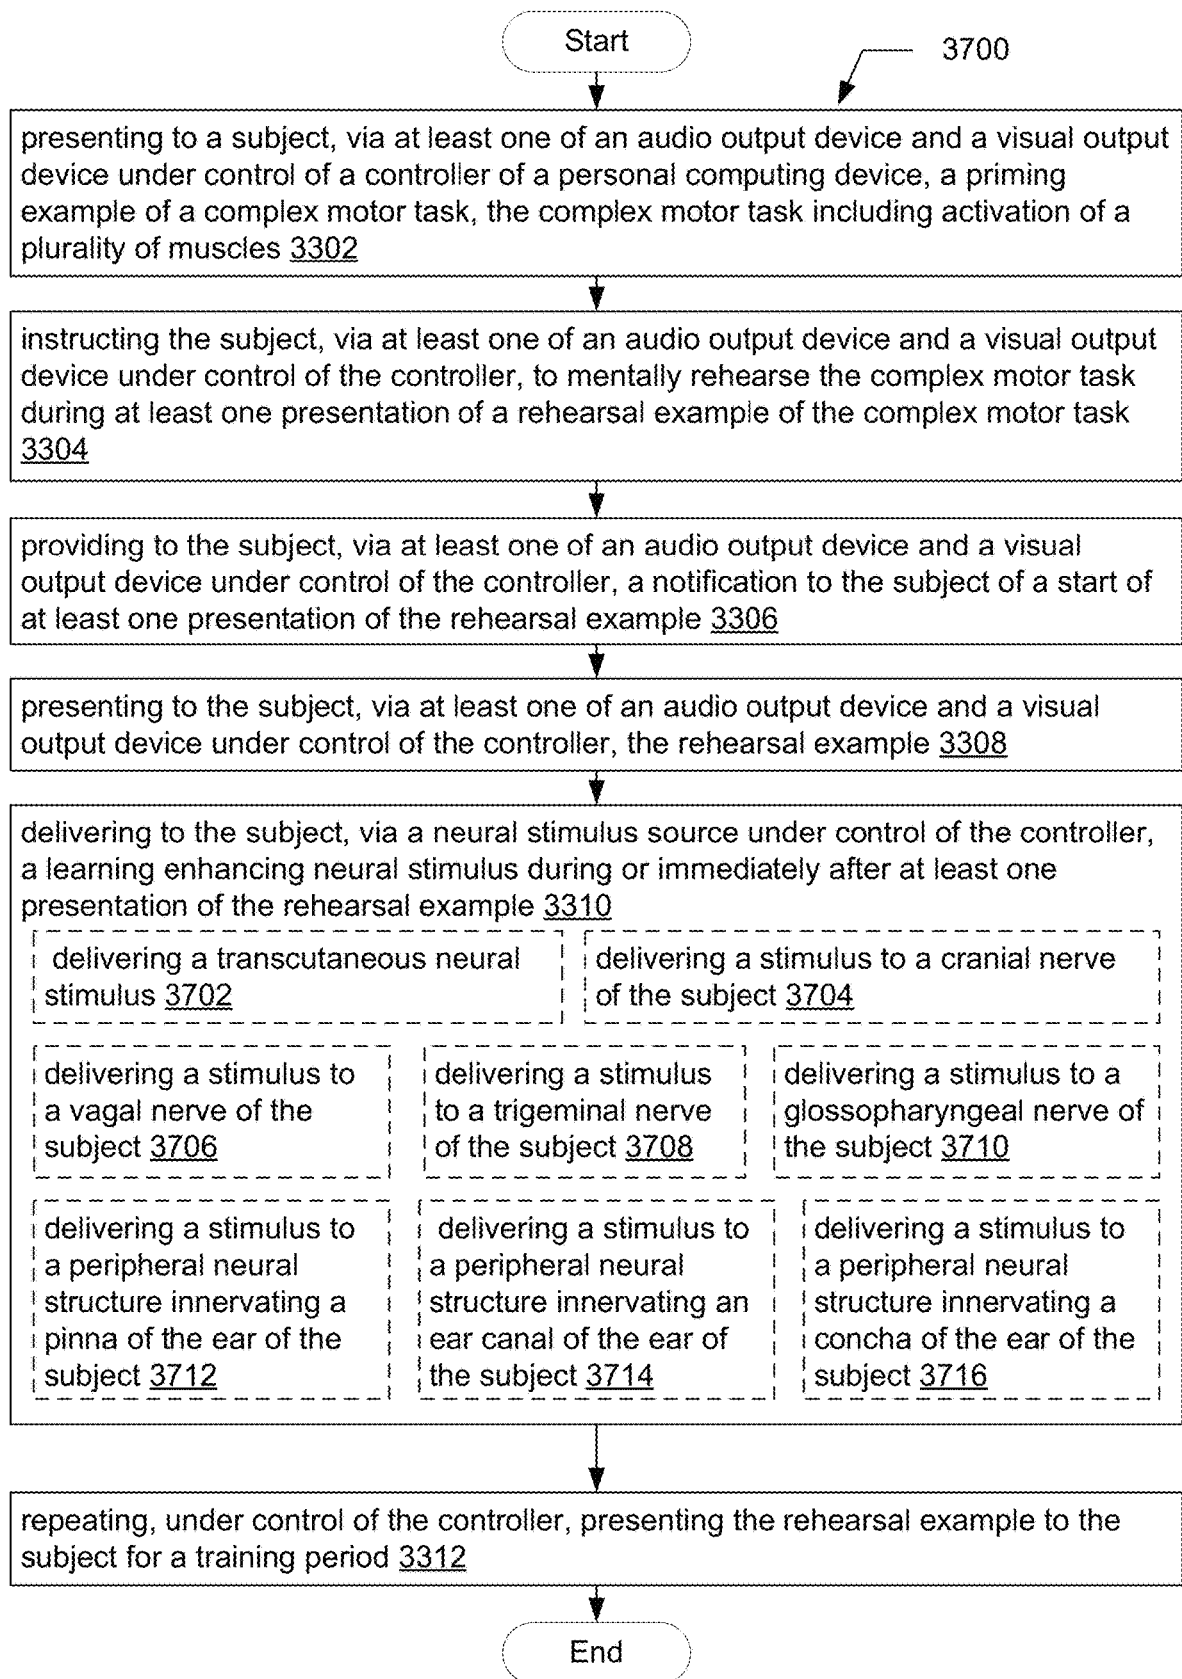 Start
3700
presenting to a subject, via at least one of an audio output device and a visual output
device under control of a controller of a personal computing device, a priming
example of a complex motor task, the complex motor task including activation of a
plurality of muscles 3302
instructing the subject, via at least one of an audio output device and a visual output
device under control of the controller, to mentally rehearse the complex motor task
during at least one presentation of a rehearsal example of the complex motor task
3304
providing to the subject, via at least one of an audio output device and a visual
output device under control of the controller, a notification to the subject of a start of
at least one presentation of the rehearsal example 3306
presenting to the subject, via at least one of an audio output device and a visual
output device under control of the controller, the rehearsal example 3308
delivering to the subject, via a neural stimulus source under control of the controller,
a learning enhancing neural stimulus during or immediately after at least one
presentation of the rehearsal example 3310
delivering a transcutaneous neural
stimulus 3702
delivering a stimulus to a cranial nerve
of the subject 3704
delivering a stimulus to
a vagal nerve of the
subject 3706
delivering a stimulus
to a trigeminal nerve
of the subject 3708
delivering a stimulus to a
glossopharyngeal nerve of
the subject 3710
delivering a stimulus to
a peripheral neural
structure innervating a
pinna of the ear of the
subject 3712
delivering a stimulus to
a peripheral neural
structure innervating an
ear canal of the ear of
the subject 3714
delivering a stimulus to
a peripheral neural
structure innervating a
concha of the ear of the
subject 3716
repeating, under control of the controller, presenting the rehearsal example to the
subject for a training period 3312
End